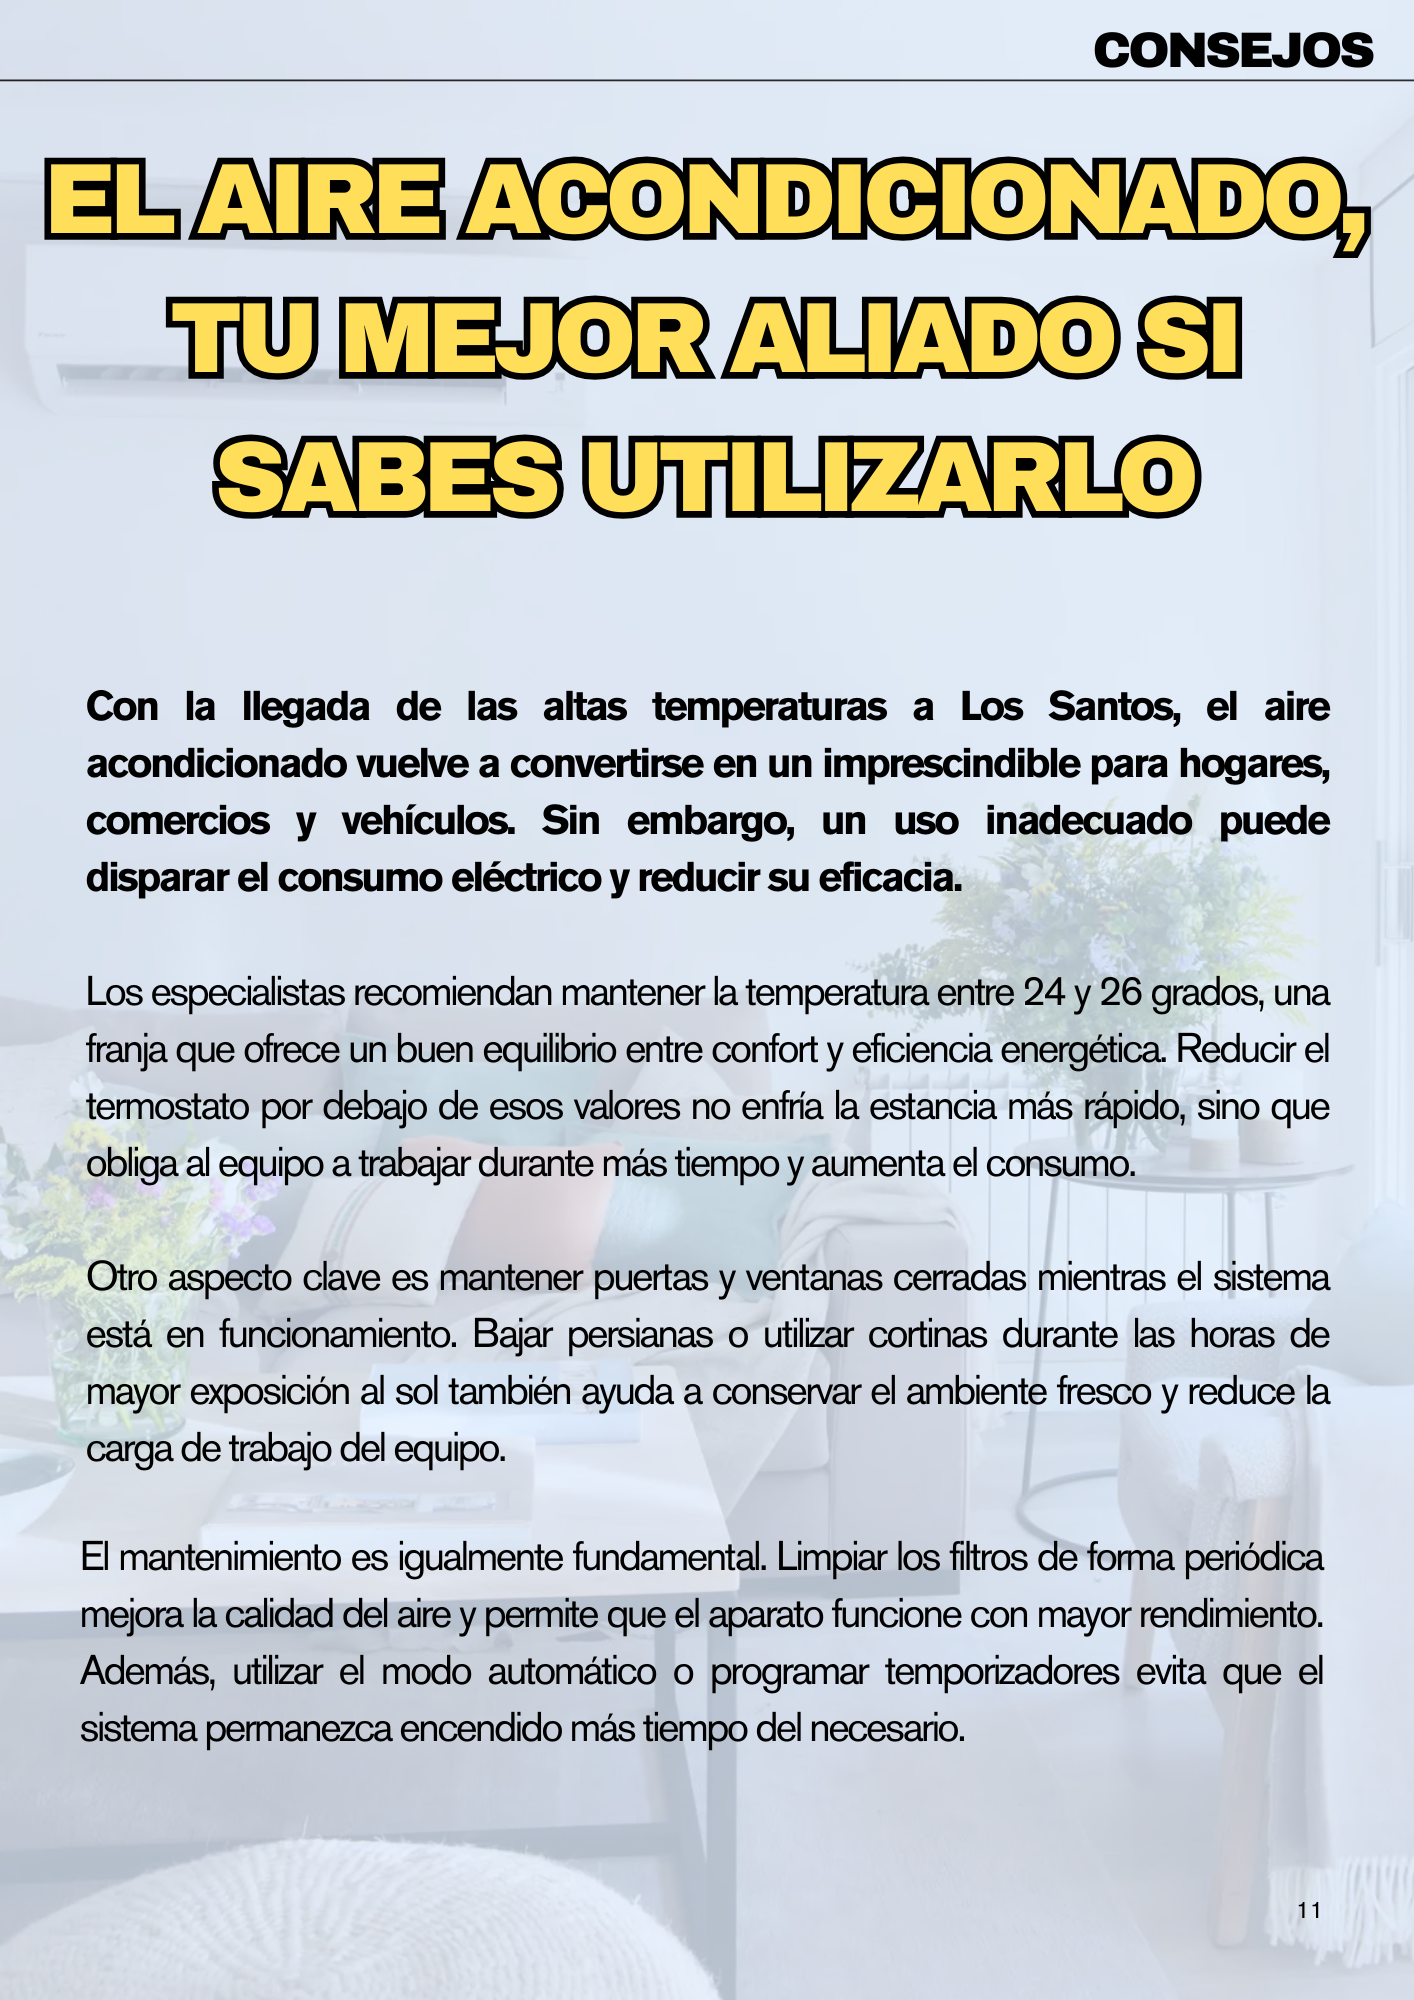 CONSEJOS
EL AIRE ACONDICIONADO,
TU MEJOR ALIADO SI
SABES UTILIZARLO
Con la llegada de las altas temperaturas a Los Santos, el aire
acondicionado vuelve a convertirse en un imprescindible para hogares,
comercios y vehículos. Sin embargo, un uso inadecuado puede
disparar el consumo eléctrico y reducir su eficacia.
Los especialistas recomiendan mantener la temperatura entre 24 y 26 grados, una
franja que ofrece un buen equilibrio entre confort y eficiencia energética. Reducir el
termostato por debajo de esos valores no enfría la estancia más rápido, sino que
obliga al equipo a trabajar durante más tiempo y aumenta el consumo.
Otro aspecto clave es mantener puertas y ventanas cerradas mientras el sistema
está en funcionamiento. Bajar persianas o utilizar cortinas durante las horas de
mayor exposición al sol también ayuda a conservar el ambiente fresco y reduce la
carga de trabajo del equipo.
El mantenimiento es igualmente fundamental. Limpiar los filtros de forma periódica
mejora la calidad del aire y permite que el aparato funcione con mayor rendimiento.
Además, utilizar el modo automático o programar temporizadores evita que el
sistema permanezca encendido más tiempo del necesario.
11